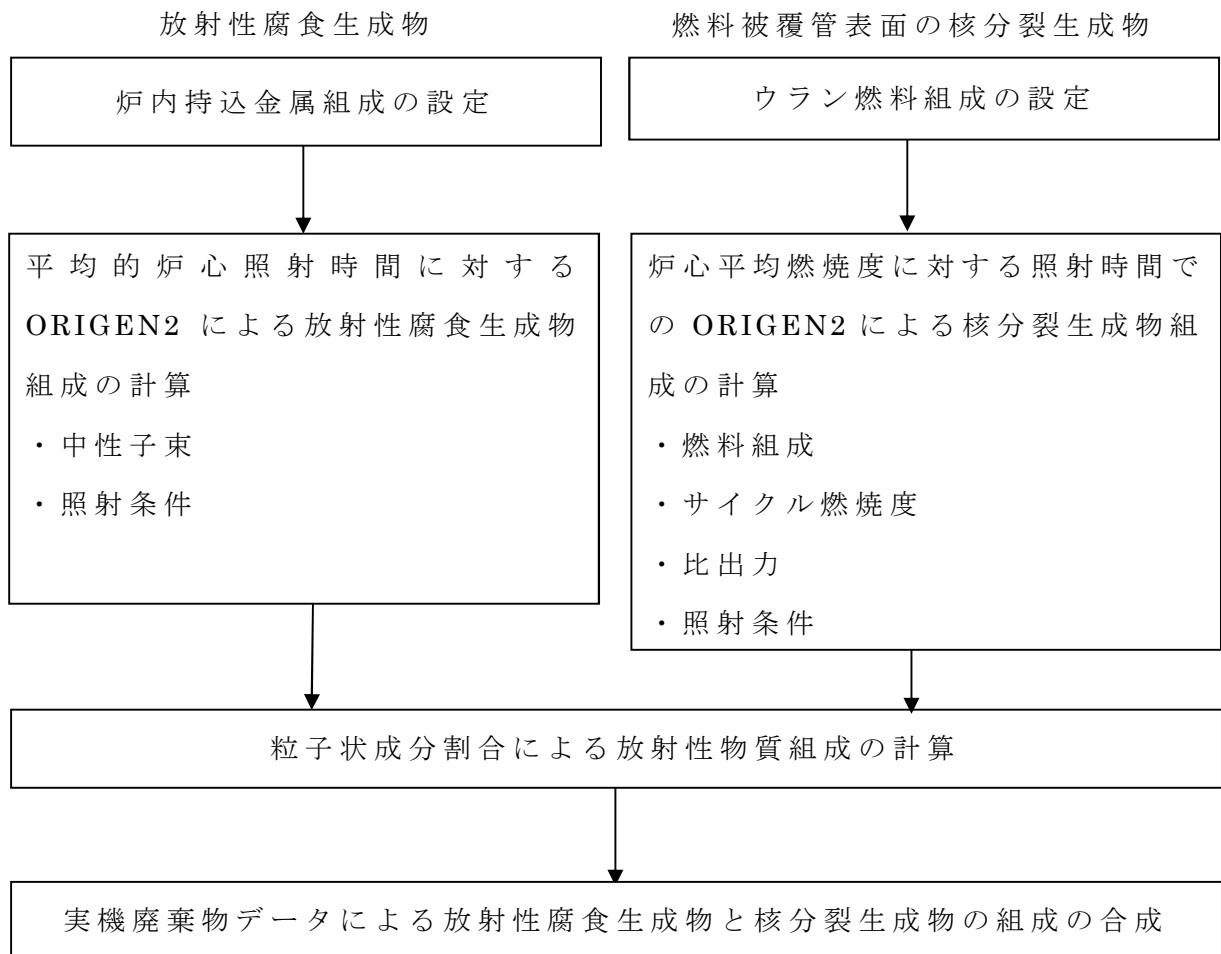 放射性腐食生成物
炉内持込金属組成の設定
平均的炉心照射時間に対する
ORIGEN2 による放射性腐食生成物
組成の計算
・中性子束
・照射条件
燃料被覆管表面の核分裂生成物
ウラン燃料組成の設定
炉心平均燃焼度に対する照射時間で
の ORIGEN2 による核分裂生成物組
成の計算
・燃料組成
・サイクル燃焼度
・比出力
・照射条件
粒子状成分割合による放射性物質組成の計算
実機廃棄物データによる放射性腐食生成物と核分裂生成物の組成の合成